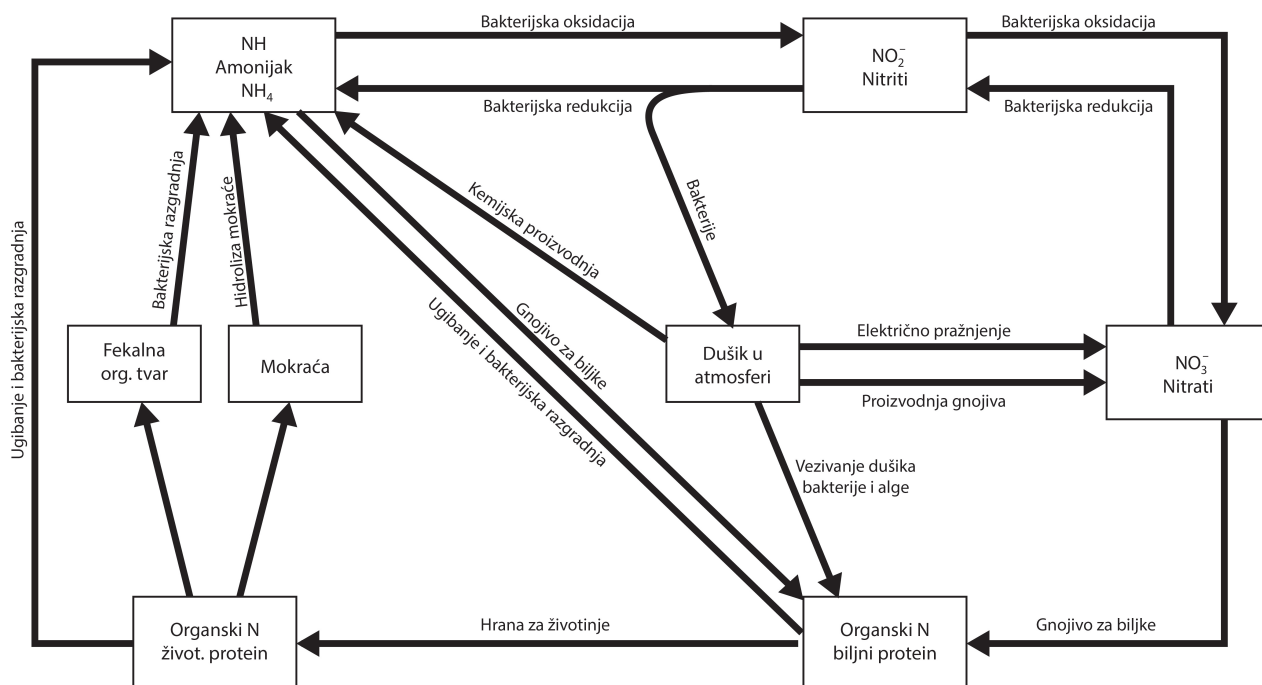 Bakterijska oksidacija
Bakterijska oksidacija
NH
Amonijak
NH₄
NO₂⁻
Nitriti
Bakterijska redukcija
Bakterijska redukcija
Bakterijska razgradnja
Hidroliza mokraće
Kemijska proizvodnja
Bakterije
Ugibanje i bakterijska razgradnja
Gnojivo za biljke
Ugibanje i bakterijska razgradnja
Fekalna
org. tvar
Mokraća
Dušik u
atmosferi
Električno pražnjenje
Proizvodnja gnojiva
NO₃⁻
Nitrati
Vezivanje dušika
bakterije i alge
Organski N
život. protein
Hrana za životinje
Organski N
biljni protein
Gnojivo za biljke